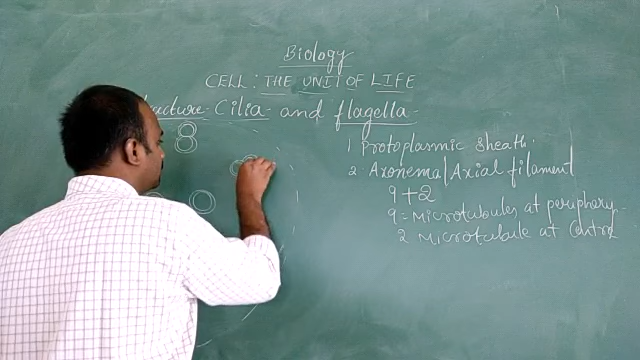 Biology
CELL: THE UNIT OF LIFE
Cilia and flagella
1 Protoplasmic sheath
2 Axonema/Axial filament
9+2
9=Microtubules at periphery
2 Microtubule at Centre